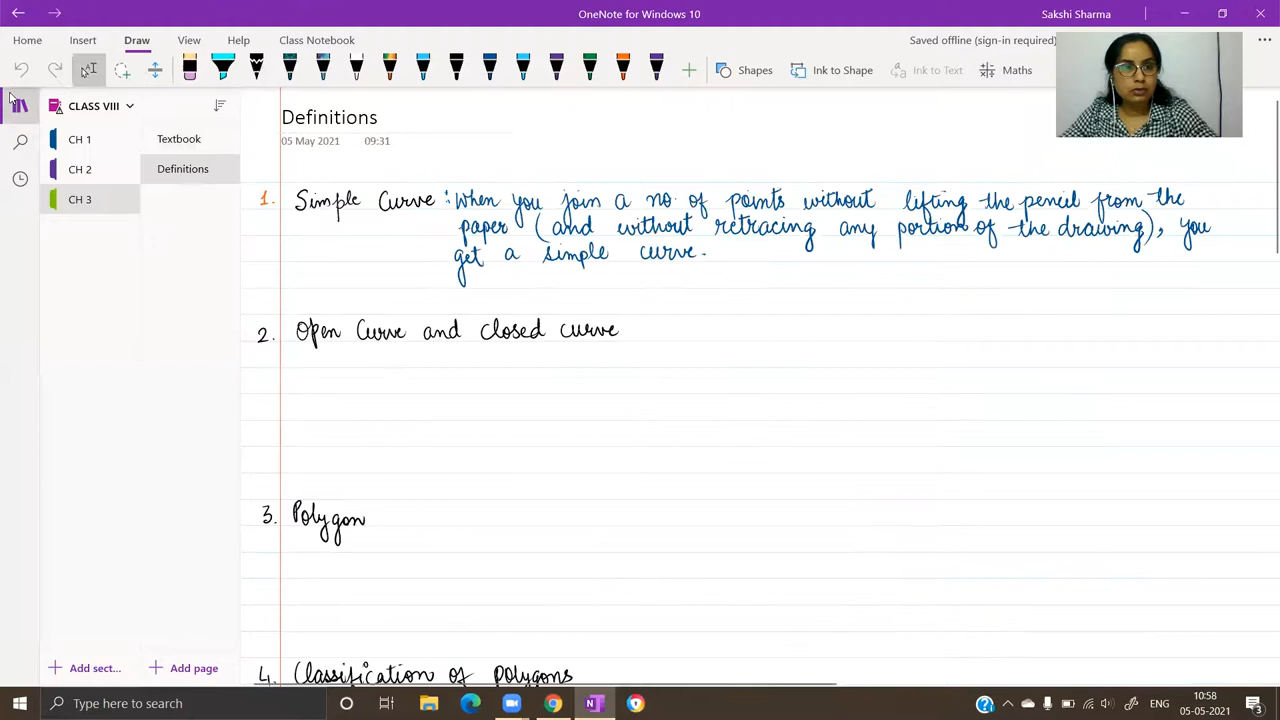 OneNote for Windows 10
Sakshi Sharma
Home Insert Draw View Help Class Notebook
Saved offline (sign-in required)
Shapes Ink to Shape Ink to Text Maths
CLASS VIII
CH 1
CH 2
CH 3
Textbook
Definitions
Definitions
05 May 2021 09:31
1. Simple Curve : When you join a no. of points without lifting the pencil from the
paper (and without retracing any portion of the drawing), you
get a simple curve.
2. Open Curve and closed curve
3. Polygon
4. Classification of polygons
+ Add sect... + Add page
Type here to search
ENG
10:58
05-05-2021
3